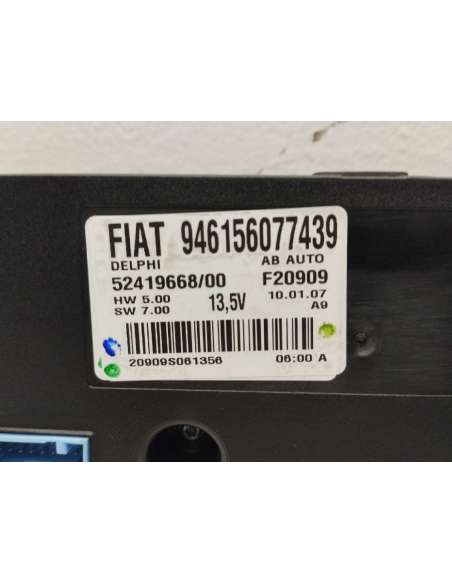 FIAT 946156077439
DELPHI AB AUTO
52419668/00 F20909
HW 5.00 13,5V 10.01.07
SW 7.00 A9
20909S061356 06:00 A